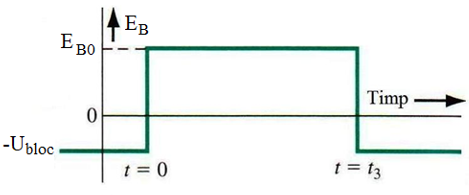 E_B
E_B0
Timp
0
-U_bloc
t = 0
t = t_3